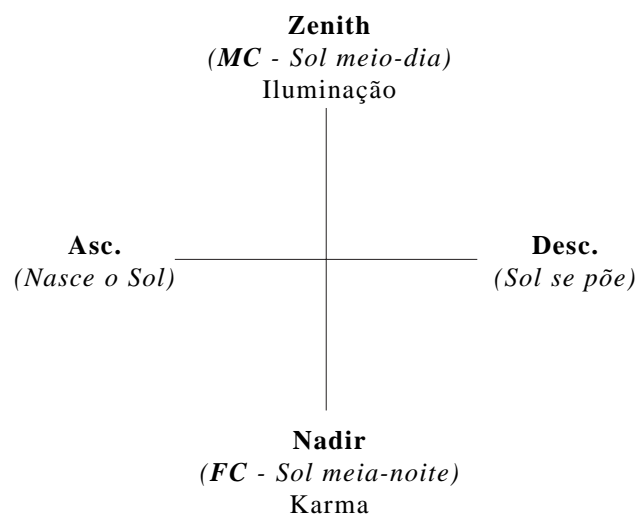 Zenith
(MC - Sol meio-dia)
Iluminação
Asc.
(Nasce o Sol)
Desc.
(Sol se põe)
Nadir
(FC - Sol meia-noite)
Karma